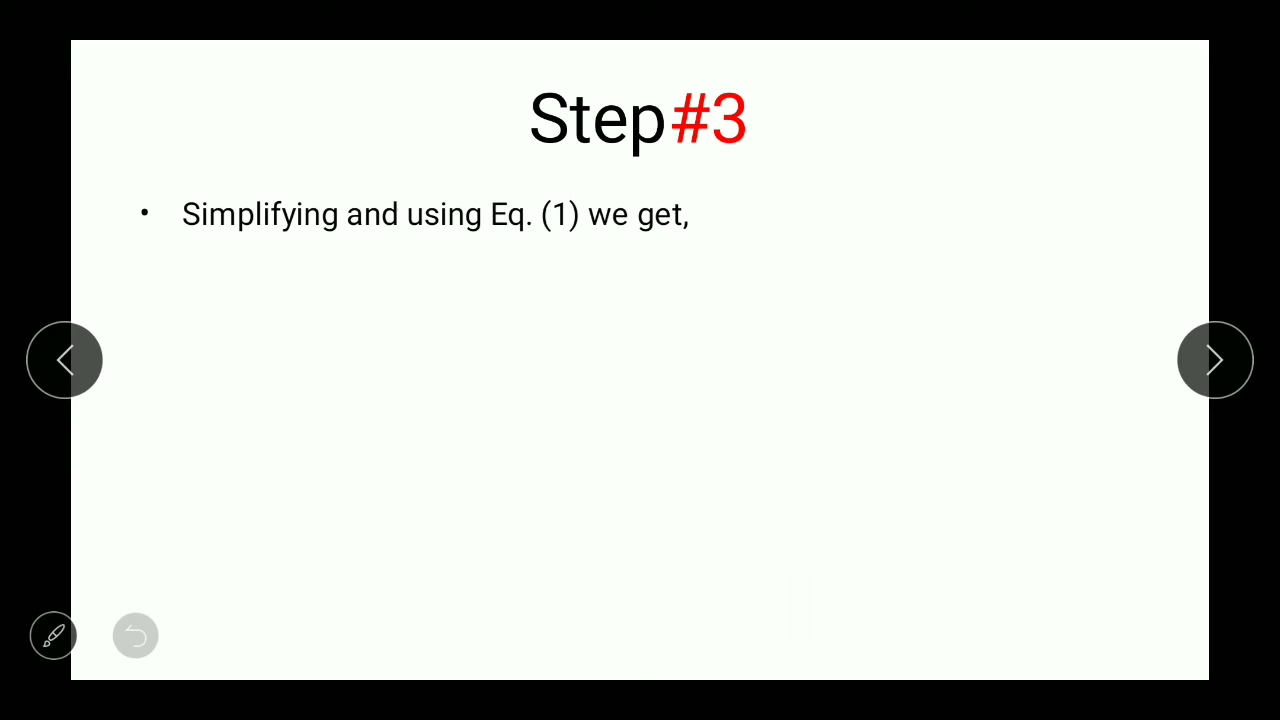 Step#3
• Simplifying and using Eq. (1) we get,